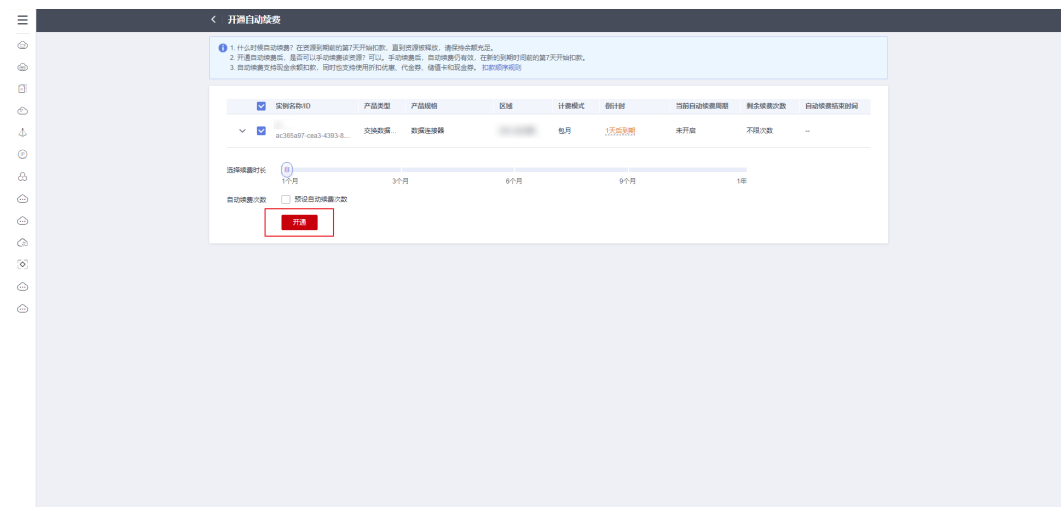 开通自动续费
1. 什么时候自动续费？在资源到期前的第7天开始扣款，直到资源被释放，请保持余额充足。
2. 开通自动续费后，是否可以手动续费该资源？可以。手动续费后，自动续费仍有效，在新的到期时间前的第7天开始扣款。
3. 自动续费支持现金余额扣款，同时也支持使用折扣优惠、代金券、储值卡和现金券。 扣款顺序规则
实例名称/ID 产品类型 产品规格 区域 计费模式 倒计时 当前自动续费周期 剩余续费次数 自动续费结束时间
ac365a97-cea3-4393-8... 交换数据... 数据连接器 包月 1天后到期 未开启 不限次数 --
选择续费时长
1个月 3个月 6个月 9个月 1年
自动续费次数 预设自动续费次数
开通